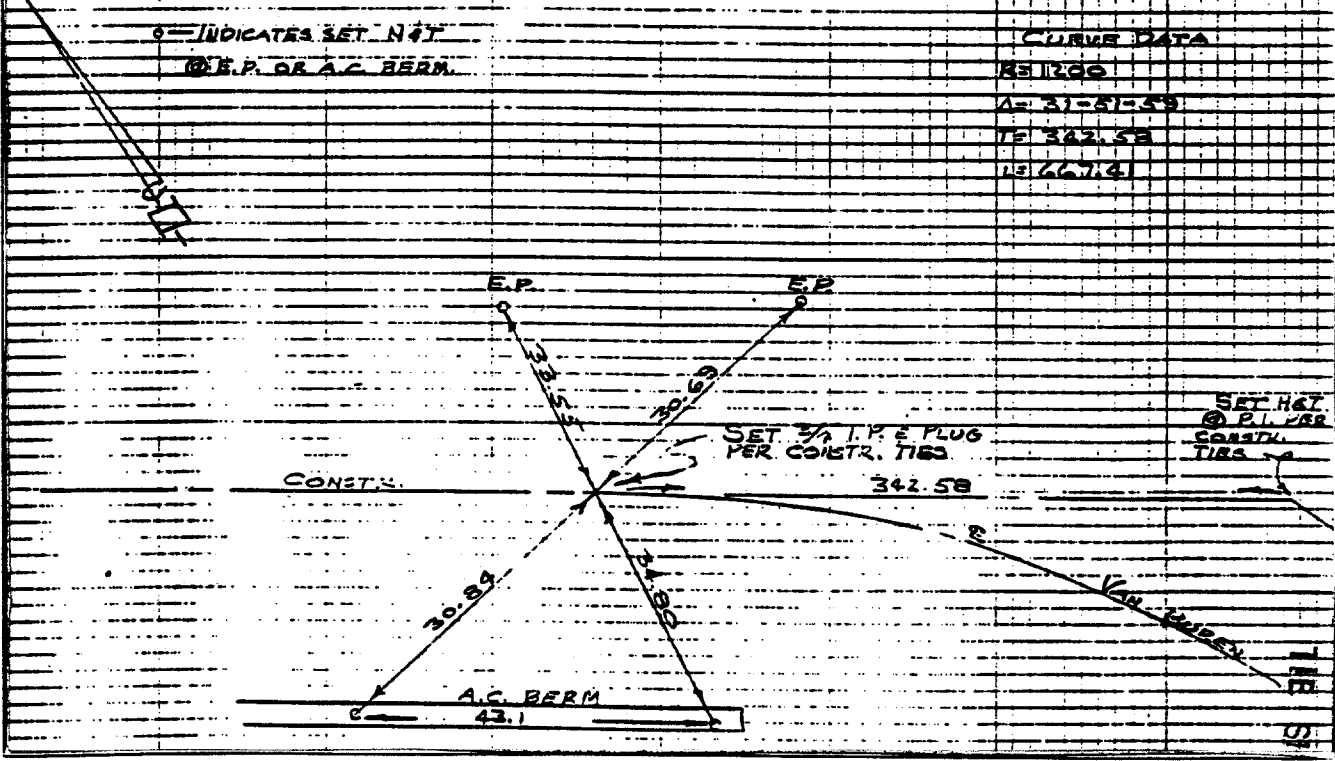 INDICATES SET N&T
@ E.P. OR A.C. BERM.
CURVE DATA
R= 1200
Δ= 31-51-59
T= 342.58
L= 667.41
E.P.
E.P.
33.55
30.69
SET 3/4 I.P. & PLUG
PER CONSTR. TIES
SET N&T
@ P.I. PER
CONSTR.
TIES
CONSTR.
342.58
30.84
34.80
VAN BUREN
A.C. BERM
43.1
TIE